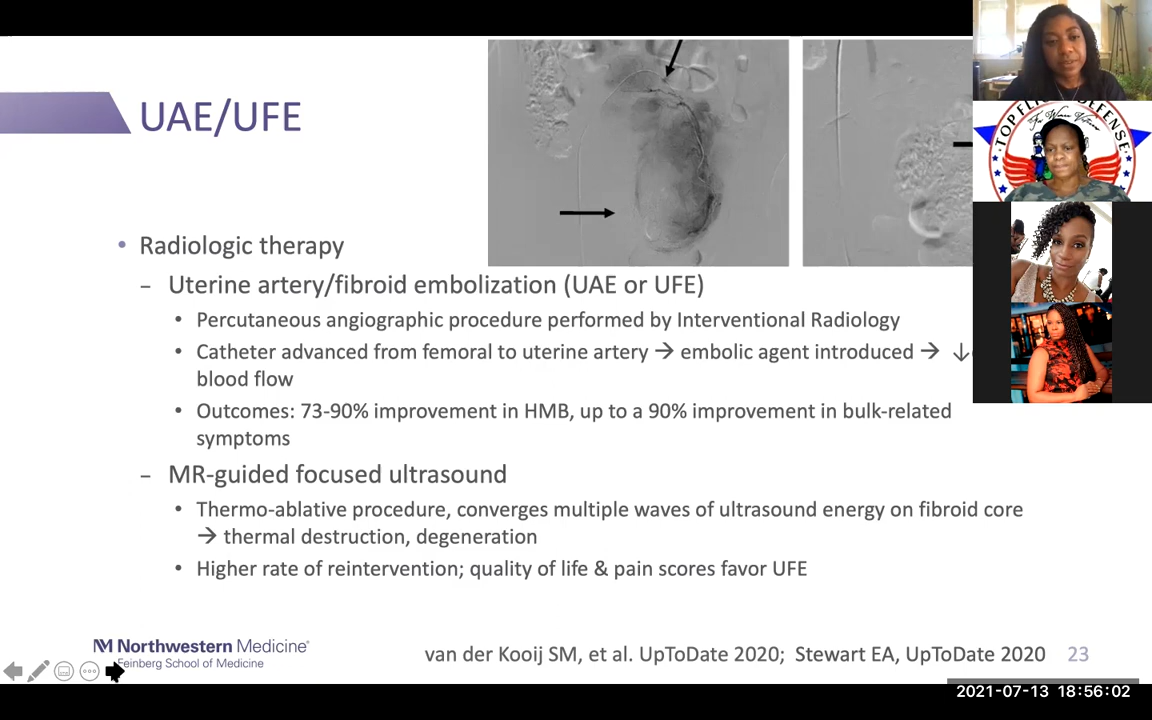 UAE/UFE
• Radiologic therapy
– Uterine artery/fibroid embolization (UAE or UFE)
• Percutaneous angiographic procedure performed by Interventional Radiology
• Catheter advanced from femoral to uterine artery → embolic agent introduced → ↓
blood flow
• Outcomes: 73-90% improvement in HMB, up to a 90% improvement in bulk-related
symptoms
– MR-guided focused ultrasound
• Thermo-ablative procedure, converges multiple waves of ultrasound energy on fibroid core
→ thermal destruction, degeneration
• Higher rate of reintervention; quality of life & pain scores favor UFE
NM Northwestern Medicine®
Feinberg School of Medicine
van der Kooij SM, et al. UpToDate 2020; Stewart EA, UpToDate 2020 23
TOP DEFENSE
2021-07-13 18:56:02